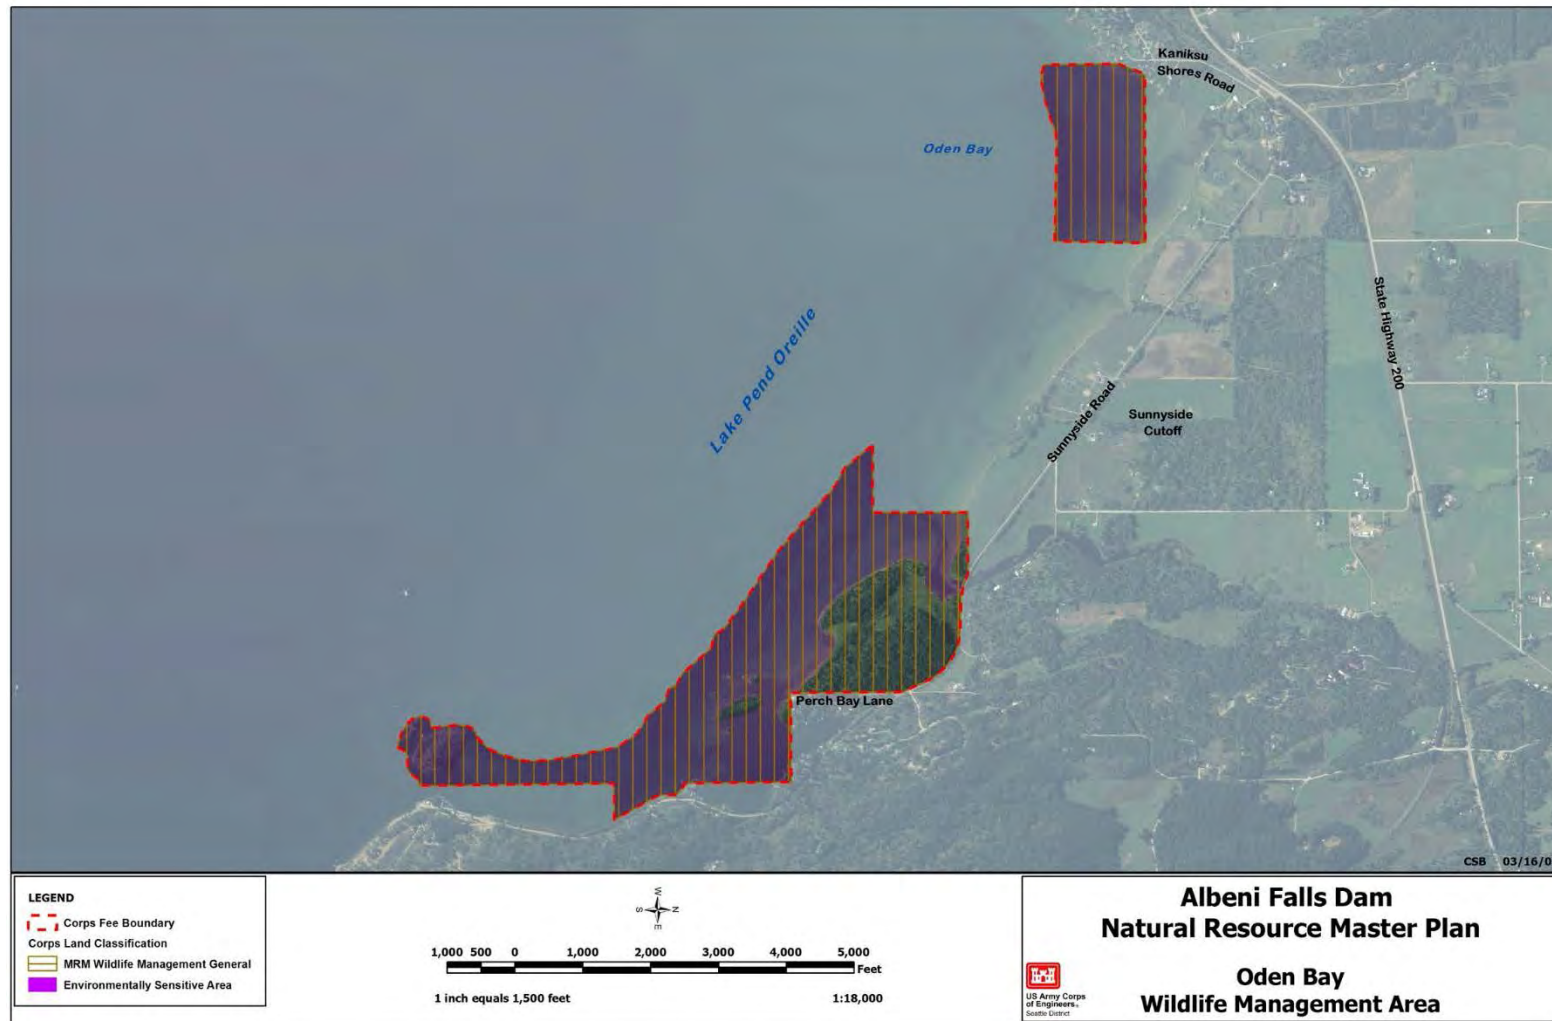 Kaniksu
Shores Road
Oden Bay
Lake Pend Oreille
State Highway 200
Sunnyside Road
Sunnyside
Cutoff
Perch Bay Lane
CSB 03/16/0
LEGEND
Corps Fee Boundary
Corps Land Classification
MRM Wildlife Management General
Environmentally Sensitive Area
W
S N
E
1,000 500 0 1,000 2,000 3,000 4,000 5,000
Feet
1 inch equals 1,500 feet 1:18,000
Albeni Falls Dam
Natural Resource Master Plan
US Army Corps
of Engineers®
Seattle District
Oden Bay
Wildlife Management Area